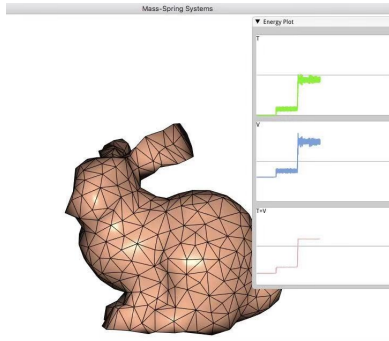 Mass-Spring Systems
▼ Energy Plot
T
V
T+V